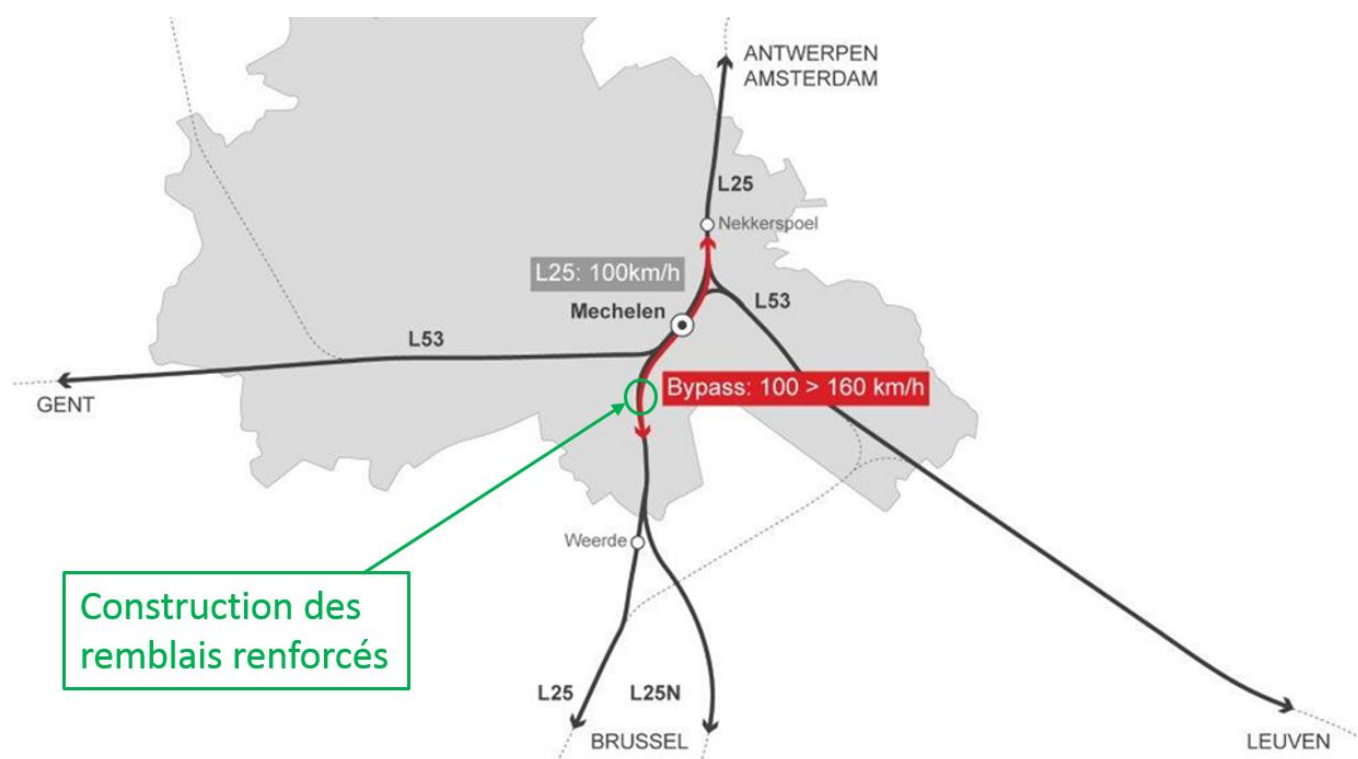 ANTWERPEN
AMSTERDAM
L25
Nekkerspoel
L25: 100km/h
L53
Mechelen
L53
Bypass: 100 > 160 km/h
GENT
Weerde
Construction des
remblais renforcés
L25
L25N
BRUSSEL
LEUVEN